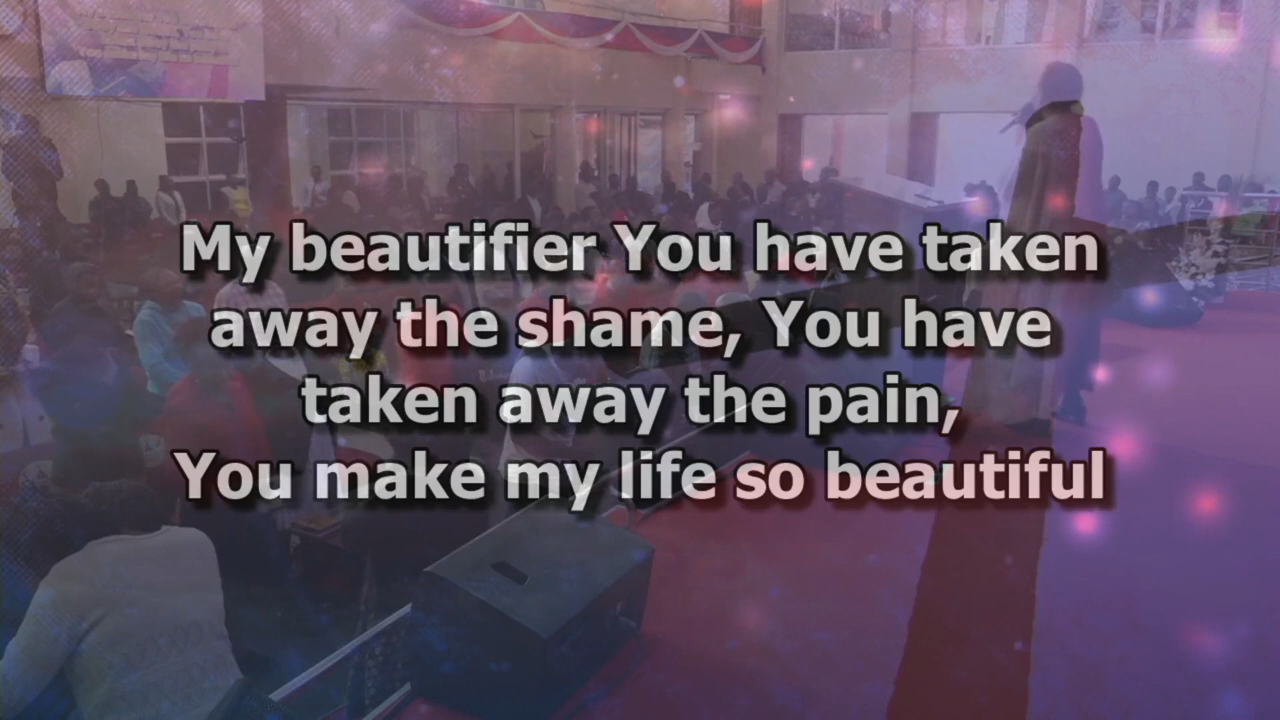 My beautifier You have taken
away the shame, You have
taken away the pain,
You make my life so beautiful